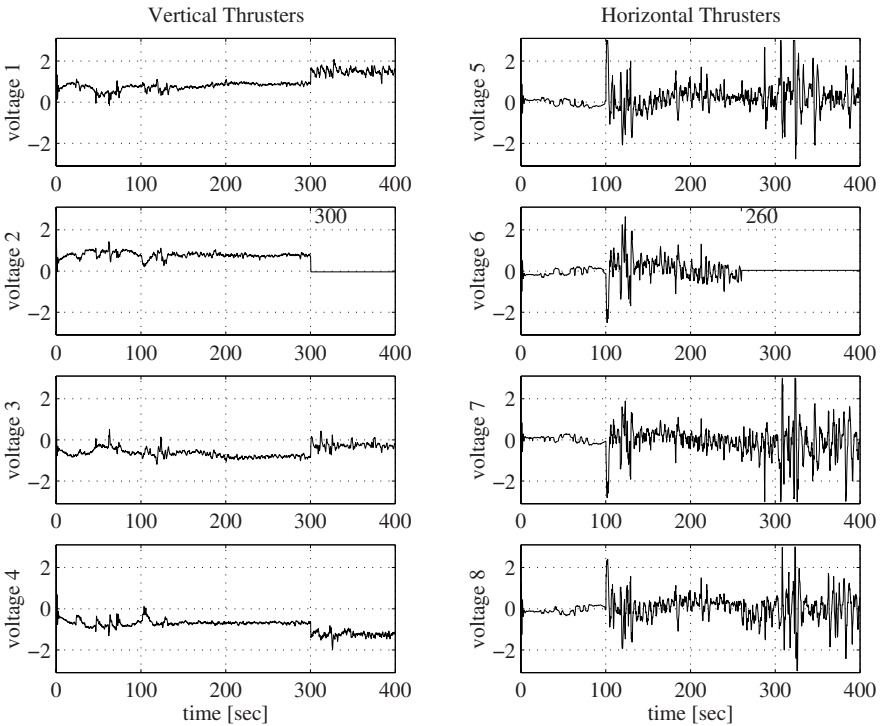 Vertical Thrusters
Horizontal Thrusters
voltage 1
2
0
−2
0 100 200 300 400
voltage 5
2
0
−2
0 100 200 300 400
voltage 2
2
0
−2
300
0 100 200 300 400
voltage 6
2
0
−2
260
0 100 200 300 400
voltage 3
2
0
−2
0 100 200 300 400
voltage 7
2
0
−2
0 100 200 300 400
voltage 4
2
0
−2
0 100 200 300 400
time [sec]
voltage 8
2
0
−2
0 100 200 300 400
time [sec]